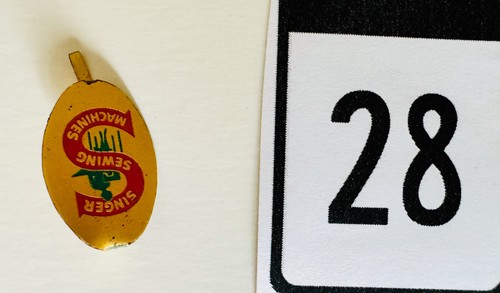 SINGER
SEWING
MACHINES
28